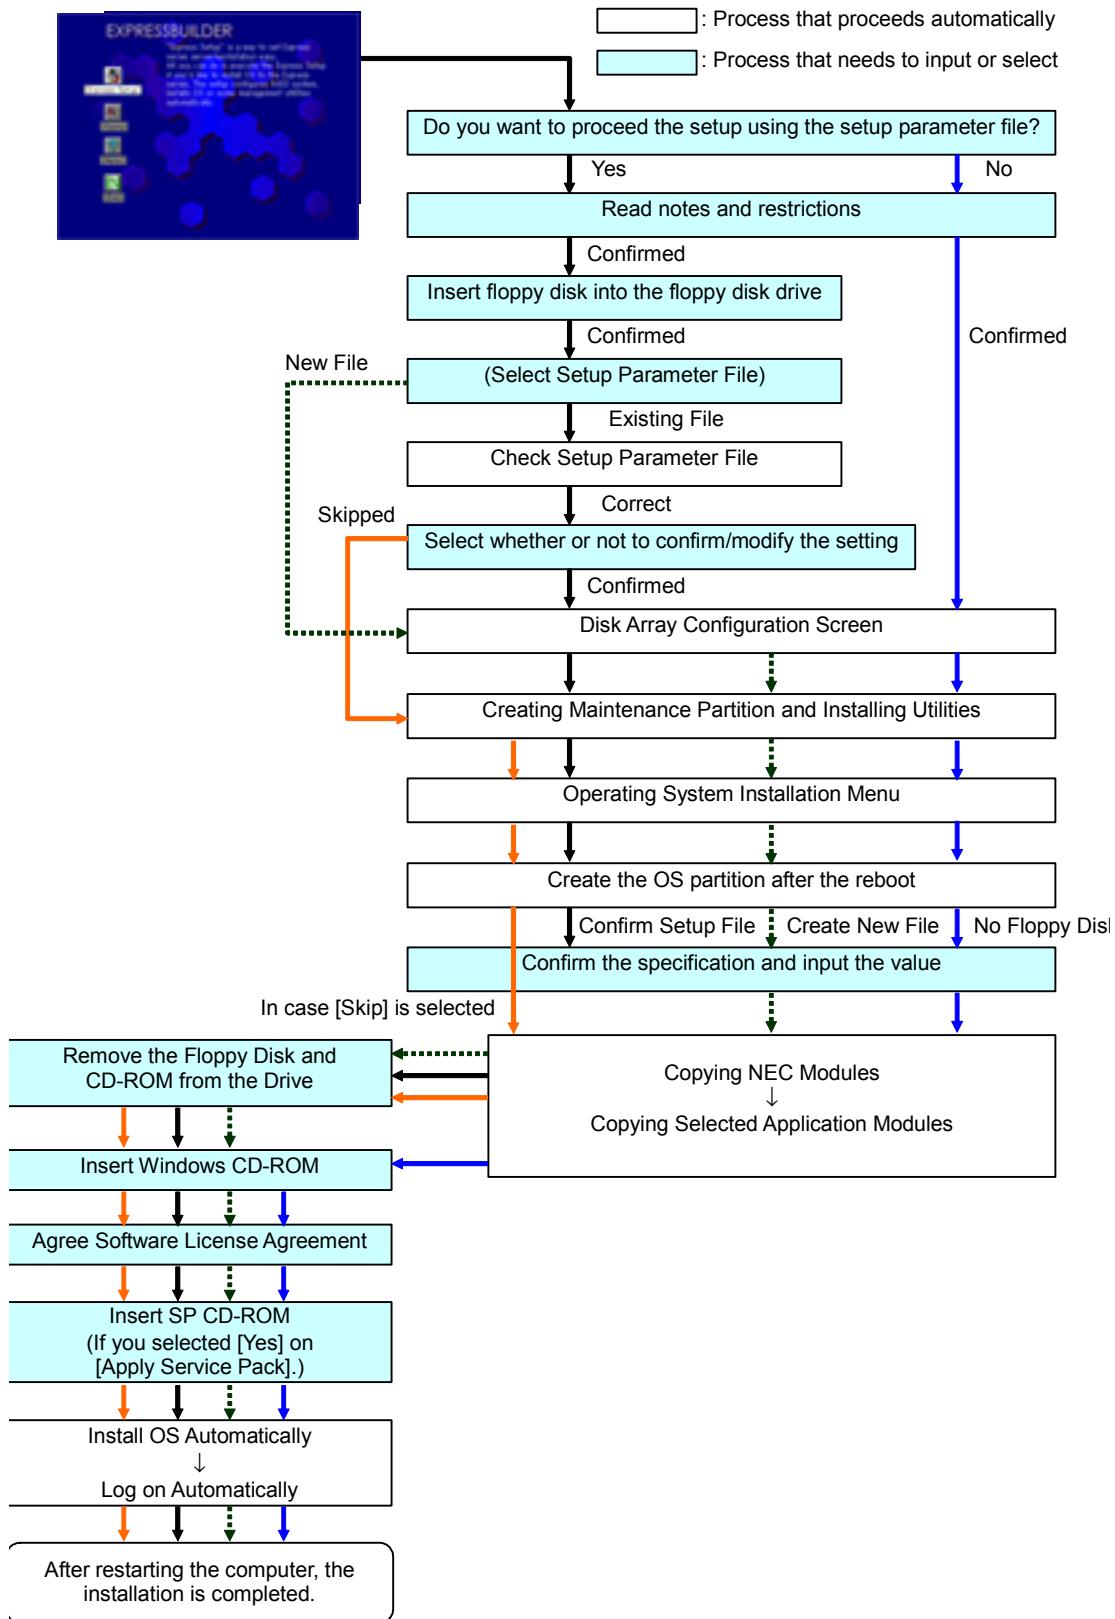 EXPRESSBUILDER
"Express Setup" is a way to set Express
: Process that proceeds automatically
: Process that needs to input or select
Do you want to proceed the setup using the setup parameter file?
Yes
No
Read notes and restrictions
Confirmed
Insert floppy disk into the floppy disk drive
Confirmed
Confirmed
New File
(Select Setup Parameter File)
Existing File
Check Setup Parameter File
Skipped
Correct
Select whether or not to confirm/modify the setting
Confirmed
Disk Array Configuration Screen
Creating Maintenance Partition and Installing Utilities
Operating System Installation Menu
Create the OS partition after the reboot
Confirm Setup File
Create New File
No Floppy Disk
Confirm the specification and input the value
In case [Skip] is selected
Remove the Floppy Disk and
CD-ROM from the Drive
Copying NEC Modules
↓
Copying Selected Application Modules
Insert Windows CD-ROM
Agree Software License Agreement
Insert SP CD-ROM
(If you selected [Yes] on
[Apply Service Pack].)
Install OS Automatically
↓
Log on Automatically
After restarting the computer, the
installation is completed.